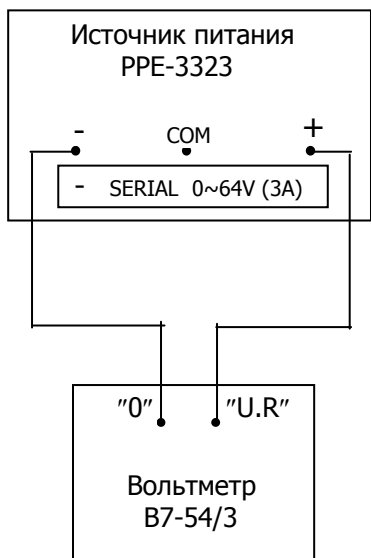 Источник питания
PPE-3323
- COM +
- SERIAL 0~64V (3A)
"0" "U.R"
Вольтметр
В7-54/3